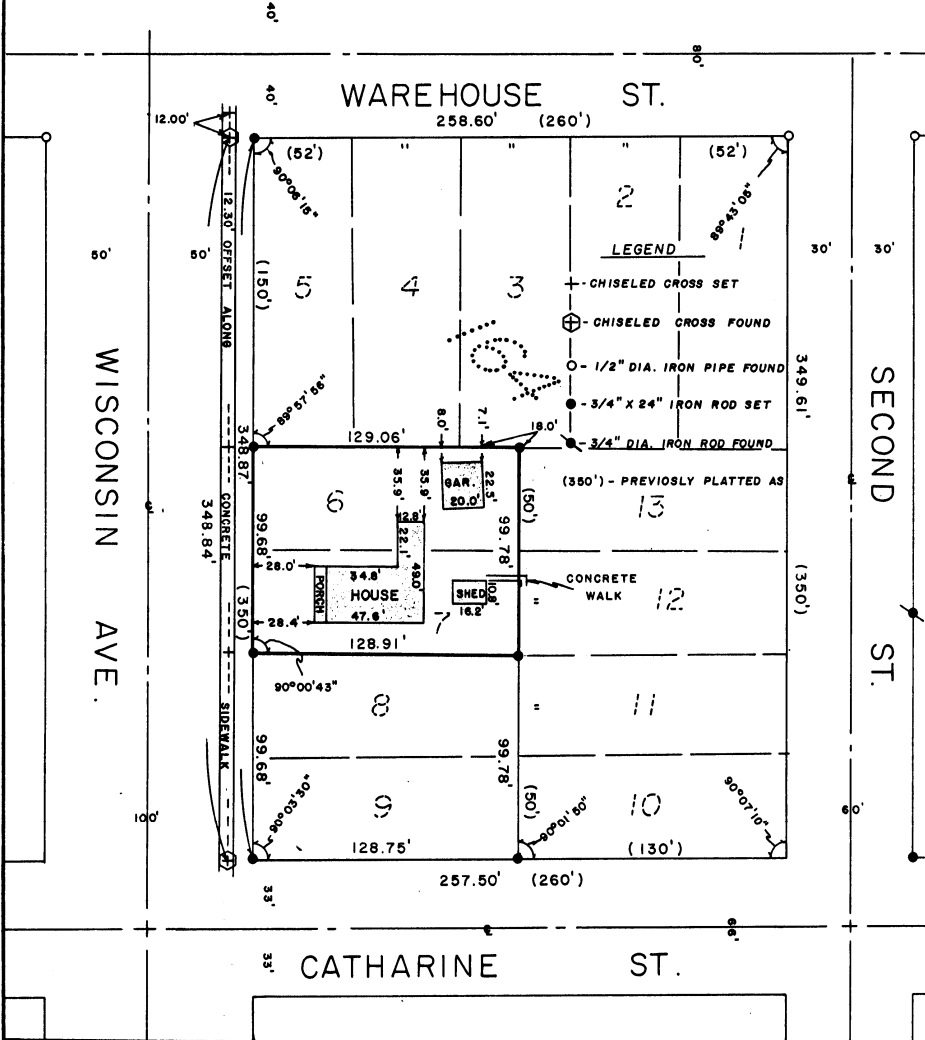 40'
80'
40'
WAREHOUSE ST.
258.60' (260')
12.00'
(52') " " " (52')
90°06'15"
89°43'05"
2
1
LEGEND
50' 50' 30' 30'
12.30' OFFSET ALONG
(150')
5 4 3
CHISELED CROSS SET
CHISELED CROSS FOUND
1/2" DIA. IRON PIPE FOUND
3/4" X 24" IRON ROD SET
3/4" DIA. IRON ROD FOUND
(350') - PREVIOSLY PLATTED AS
349.61'
WISCONSIN AVE.
SECOND ST.
89°57'56"
129.06'
8.0' 7.1' 18.0'
348.87'
348.84'
CONCRETE
99.68'
(350')
6
35.9' 35.9'
GAR.
20.0'
22.5'
(50')
99.78'
13
12.8'
22.1'
49.0'
28.0'
34.8'
PORCH
HOUSE
47.6'
28.4'
SHED
10.8'
16.2'
7
CONCRETE
WALK
"
12
(350')
128.91'
90°00'43"
8
"
11
SIDEWALK
99.68'
99.78'
90°03'30"
9
(50')
90°01'50"
10
90°07'10"
100'
60'
128.75'
(130')
257.50' (260')
33'
66'
33'
CATHARINE ST.